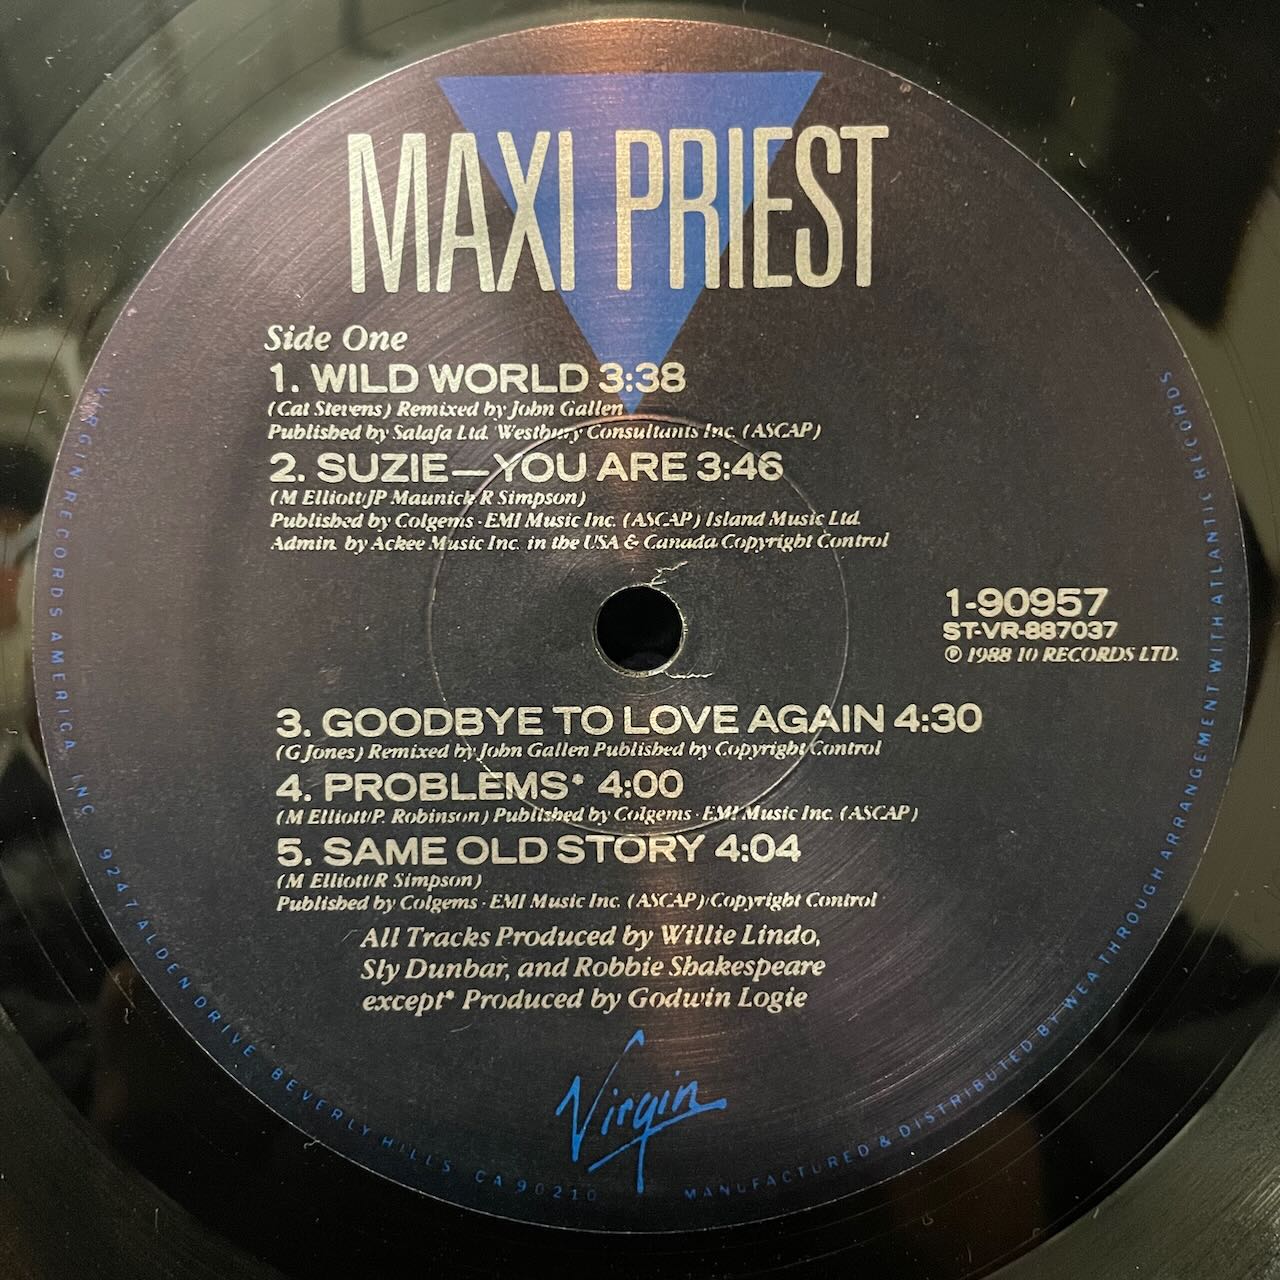 MAXI PRIEST
Side One
1. WILD WORLD 3:38
(Cat Stevens) Remixed by John Gallen
Published by Salafa Ltd. Westbury Consultants Inc. (ASCAP)
2. SUZIE—YOU ARE 3:46
(M Elliott/JP Maunick/R Simpson)
Published by Colgems - EMI Music Inc. (ASCAP) Island Music Ltd.
Admin. by Ackee Music Inc. in the USA & Canada Copyright Control
1-90957
ST-VR-887037
℗ 1988 10 RECORDS LTD.
3. GOODBYE TO LOVE AGAIN 4:30
(G Jones) Remixed by John Gallen Published by Copyright Control
4. PROBLEMS* 4:00
(M Elliott/P. Robinson) Published by Colgems - EMI Music Inc. (ASCAP)
5. SAME OLD STORY 4:04
(M Elliott/R Simpson)
Published by Colgems - EMI Music Inc. (ASCAP)/Copyright Control
All Tracks Produced by Willie Lindo,
Sly Dunbar, and Robbie Shakespeare
except* Produced by Godwin Logie
Virgin
VIRGIN RECORDS AMERICA, INC. 9247 ALDEN DRIVE, BEVERLY HILLS, CA 90210
MANUFACTURED & DISTRIBUTED BY WEA THROUGH ARRANGEMENT WITH ATLANTIC RECORDS